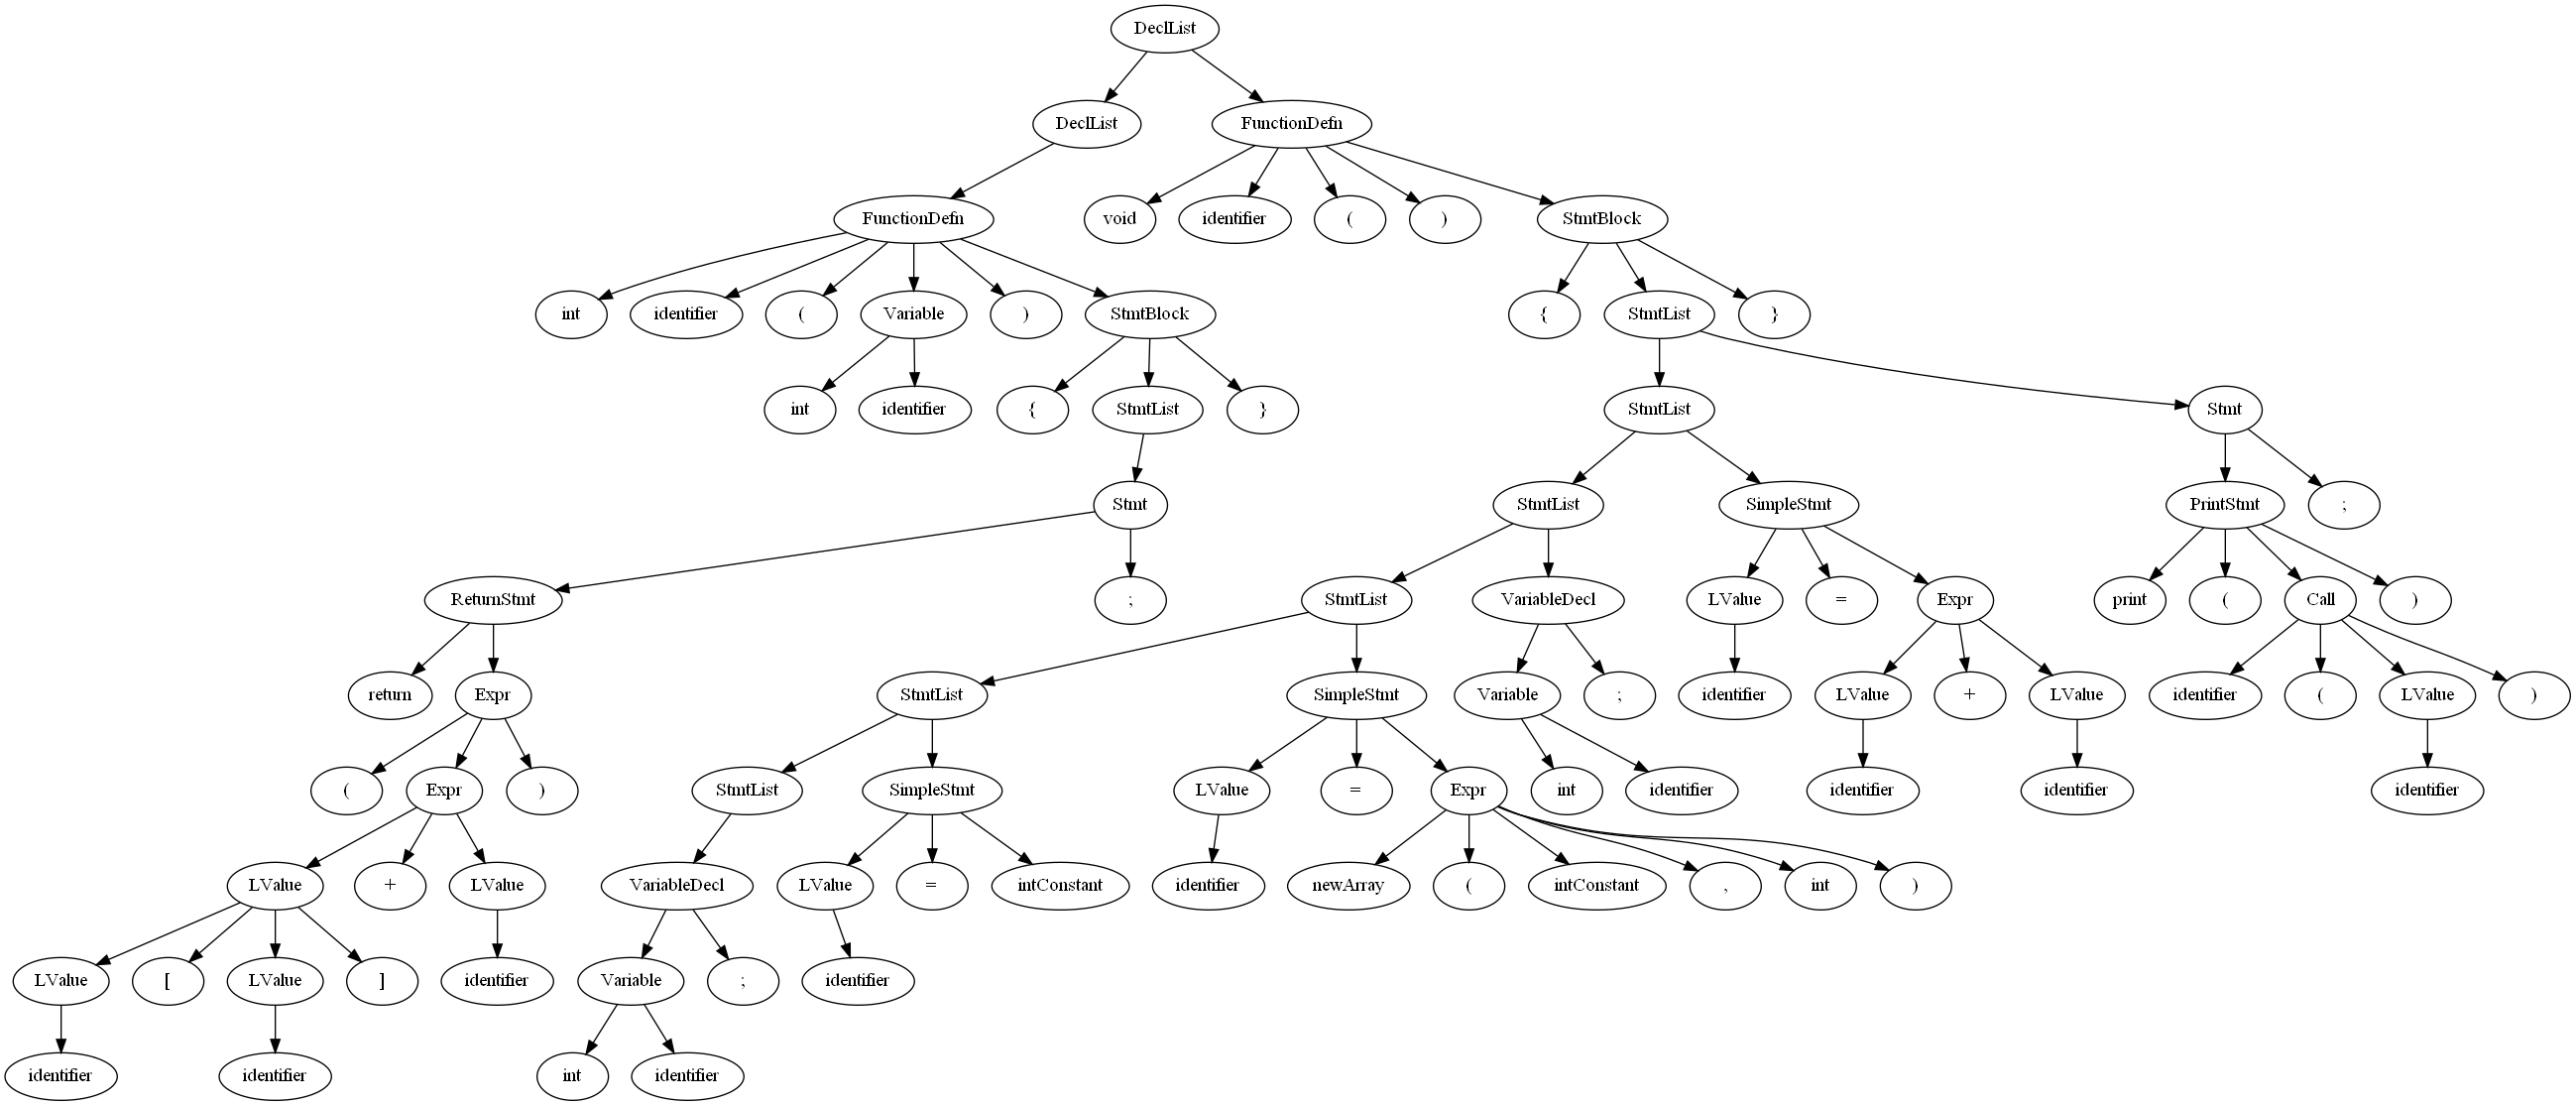 DeclList
DeclList FunctionDefn
FunctionDefn void identifier ( ) StmtBlock
int identifier ( Variable ) StmtBlock { StmtList }
int identifier { StmtList } StmtList Stmt
Stmt StmtList SimpleStmt PrintStmt ;
ReturnStmt ; StmtList VariableDecl LValue = Expr print ( Call )
return Expr StmtList SimpleStmt Variable ; identifier LValue + LValue identifier ( LValue )
( Expr ) StmtList SimpleStmt LValue = Expr int identifier identifier identifier identifier
LValue + LValue VariableDecl LValue = intConstant identifier newArray ( intConstant , int )
LValue [ LValue ] identifier Variable ; identifier
identifier identifier int identifier